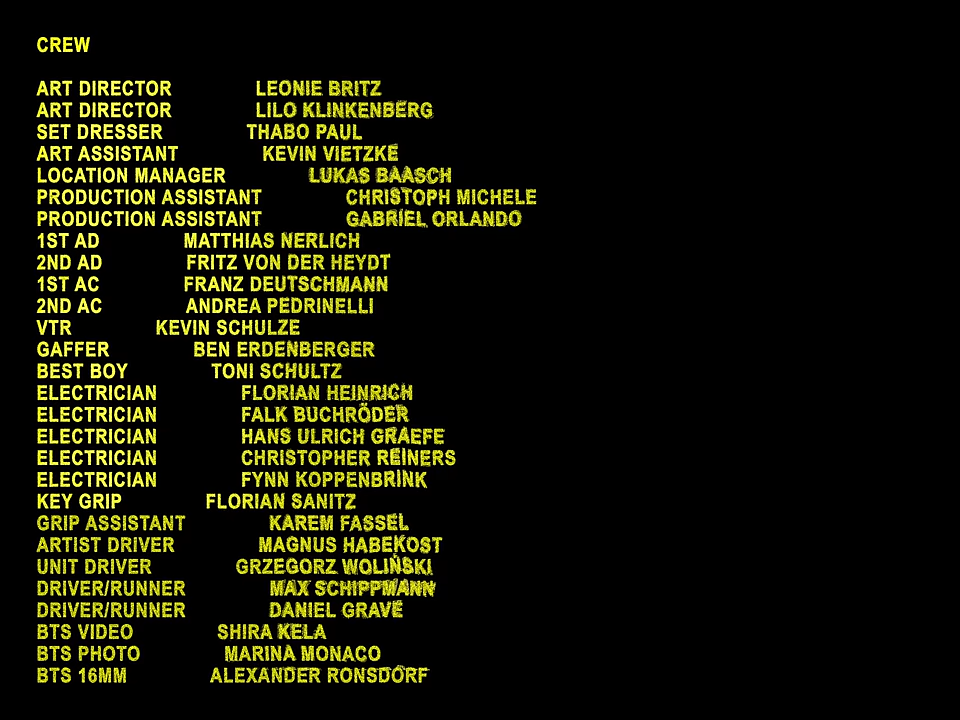 CREW
ART DIRECTOR LEONIE BRITZ
ART DIRECTOR LILO KLINKENBERG
SET DRESSER THABO PAUL
ART ASSISTANT KEVIN VIETZKE
LOCATION MANAGER LUKAS BAASCH
PRODUCTION ASSISTANT CHRISTOPH MICHELE
PRODUCTION ASSISTANT GABRIEL ORLANDO
1ST AD MATTHIAS NERLICH
2ND AD FRITZ VON DER HEYDT
1ST AC FRANZ DEUTSCHMANN
2ND AC ANDREA PEDRINELLI
VTR KEVIN SCHULZE
GAFFER BEN ERDENBERGER
BEST BOY TONI SCHULTZ
ELECTRICIAN FLORIAN HEINRICH
ELECTRICIAN FALK BUCHRÖDER
ELECTRICIAN HANS ULRICH GRAEFE
ELECTRICIAN CHRISTOPHER REINERS
ELECTRICIAN FYNN KOPPENBRINK
KEY GRIP FLORIAN SANITZ
GRIP ASSISTANT KAREM FASSEL
ARTIST DRIVER MAGNUS HABEKOST
UNIT DRIVER GRZEGORZ WOLIŃSKI
DRIVER/RUNNER MAX SCHIPPMANN
DRIVER/RUNNER DANIEL GRAVE
BTS VIDEO SHIRA KELA
BTS PHOTO MARINA MONACO
BTS 16MM ALEXANDER RONSDORF